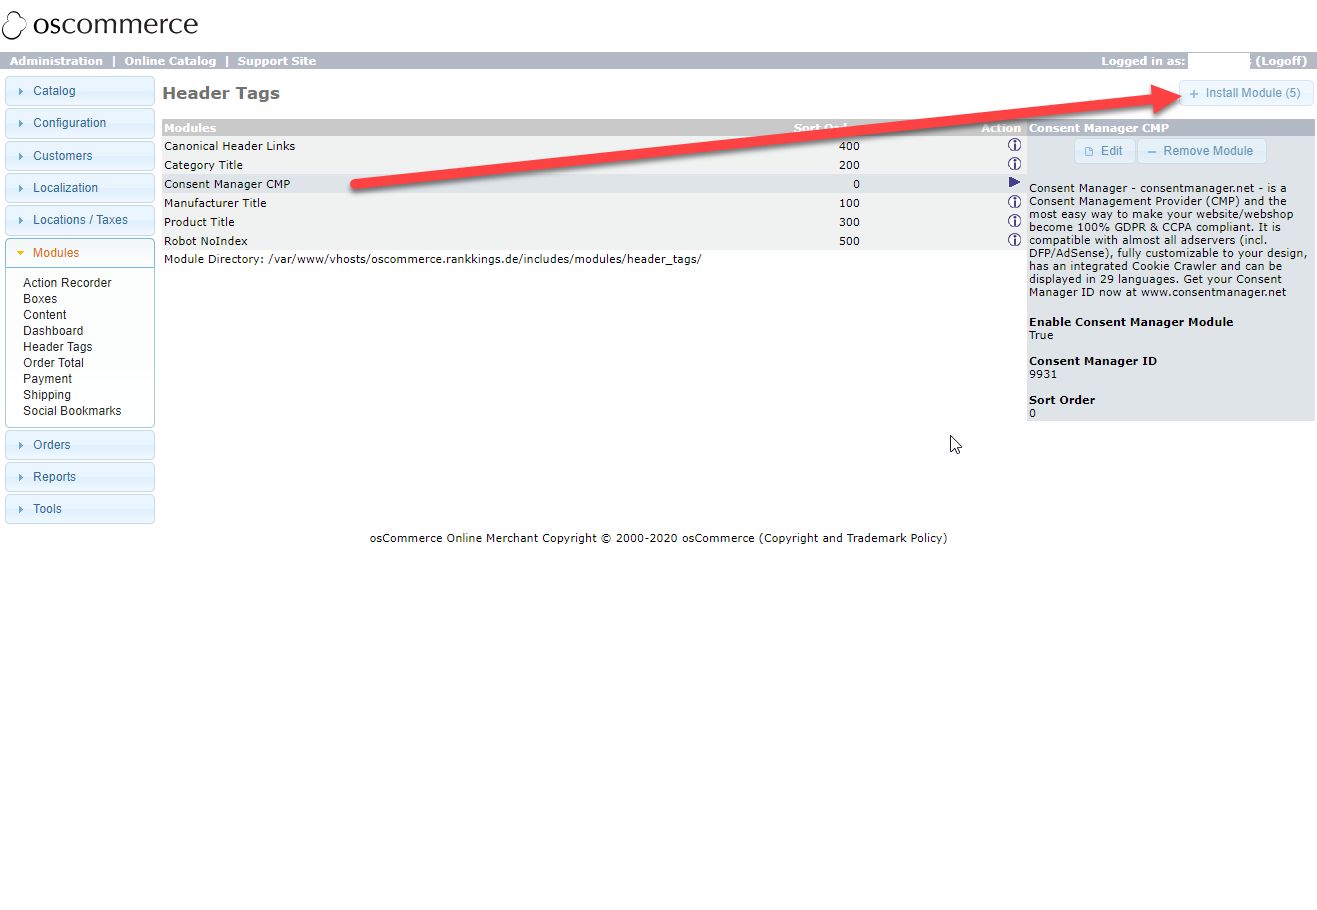 oscommerce
Administration | Online Catalog | Support Site
Logged in as: (Logoff)
Catalog
Configuration
Customers
Localization
Locations / Taxes
Modules
Action Recorder
Boxes
Content
Dashboard
Header Tags
Order Total
Payment
Shipping
Social Bookmarks
Orders
Reports
Tools
Header Tags
+ Install Module (5)
Modules Sort Action
Canonical Header Links 400
Category Title 200
Consent Manager CMP 0
Manufacturer Title 100
Product Title 300
Robot NoIndex 500
Module Directory: /var/www/vhosts/oscommerce.rankkings.de/includes/modules/header_tags/
Consent Manager CMP
Edit
− Remove Module
Consent Manager - consentmanager.net - is a
Consent Management Provider (CMP) and the
most easy way to make your website/webshop
become 100% GDPR & CCPA compliant. It is
compatible with almost all adservers (incl.
DFP/AdSense), fully customizable to your design,
has an integrated Cookie Crawler and can be
displayed in 29 languages. Get your Consent
Manager ID now at www.consentmanager.net
Enable Consent Manager Module
True
Consent Manager ID
9931
Sort Order
0
osCommerce Online Merchant Copyright © 2000-2020 osCommerce (Copyright and Trademark Policy)